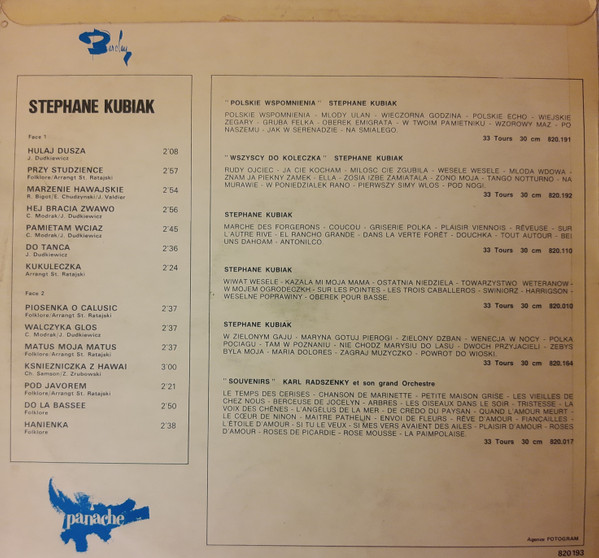 Barclay
STEPHANE KUBIAK
Face 1
HULAJ DUSZA 2'08
J. Dudkiewicz
PRZY STUDZIENCE 2'57
Folklore/Arrangt St. Ratajski
MARZENIE HAWAJSKIE 2'54
R. Bigot/E. Chudzynski/J. Valdier
HEJ BRACIA ZWAWO 2'56
C. Modrak/J. Dudkiewicz
PAMIETAM WCIAZ 2'45
C. Modrak/J. Dudkiewicz
DO TANCA 2'36
J. Dudkiewicz
KUKULECZKA 2'24
Arrangt St. Ratajski
Face 2
PIOSENKA O CALUSIC 2'37
Folklore/Arrangt St. Ratajski
WALCZYKA GLOS 2'37
C. Modrak/J. Dudkiewicz
MATUS MOJA MATUS 2'37
Folklore/Arrangt St. Ratajski
KSNIEZNICZKA Z HAWAI 3'00
Ch. Samson/Z. Zrubowski
POD JAVOREM 2'21
Folklore/Arrangt St. Ratajski
DO LA BASSEE 2'50
Folklore
HANIENKA 2'38
Folklore
"POLSKIE WSPOMNIENIA" STEPHANE KUBIAK
POLSKIE WSPOMNIENIA - MLODY ULAN - WIECZORNA GODZINA - POLSKIE ECHO - WIEJSKIE
ZEGARY - GRUBA FELKA - OBEREK EMIGRATA - W TWOIM PAMIETNIKU - WZOROWY MAZ - PO
NASZEMU - JAK W SERENADZIE - NA SMIALEGO
33 Tours 30 cm 820.191
"WSZYSCY DO KOLECZKA" STEPHANE KUBIAK
RUDY OJCIEC - JA CIE KOCHAM - MILOSC CIE ZGUBILA - WESELE WESELE - MLODA WDOWA -
ZNAM JA PIEKNY ZAMEK - ELLA - ZOSIA IZBE ZAMIATALA - ZONO MOJA - TANGO NOTTURNO - NA
MURAWIE - W PONIEDZIALEK RANO - PIERWSZY SIMY WLOS - POD NOGI.
33 Tours 30 cm 820.192
STEPHANE KUBIAK
MARCHE DES FORGERONS - COUCOU - GRISERIE POLKA - PLAISIR VIENNOIS - RÊVEUSE - SUR
L'AUTRE RIVE - EL RANCHO GRANDE - DANS LA VERTE FORÊT - DOUCHKA - TOUT AUTOUR - BEI
UNS DAHOAM - ANTONILCO
33 Tours 30 cm 820.110
STEPHANE KUBIAK
WIWAT WESELE - KAZALA MI MOJA MAMA - OSTATNIA NIEDZIELA - TOWARZYSTWO WETERANOW-
W MOJEM OGRODECZKH - SUR LES POINTES - LES TROIS CABALLEROS - SWINIORZ - HARRIGSON -
WESELNE POPRAWINY - OBEREK POUR BASSE.
33 Tours 30 cm 820.010
STEPHANE KUBIAK
W ZIELONYM GAJU - MARYNA GOTUJ PIEROGI - ZIELONY DZBAN - WENECJA W NOCY - POLKA
POCIAGU - TAM W POZNANIU - NIE CHODZ MARYSIU DO LASU - DWOCH PRZYJACIELI - ZEBYS
BYLA MOJA - MARIA DOLORES - ZAGRAJ MUZYCZKO - POWROT DO WIOSKI.
33 Tours 30 cm 820.164
"SOUVENIRS" KARL RADSZENKY et son grand Orchestre
LE TEMPS DES CERISES - CHANSON DE MARINETTE - PETITE MAISON GRISE - LES VIEILLES DE
CHEZ NOUS - BERCEUSE DE JOCELYN - ARBRES - LES OISEAUX DANS LE SOIR - TRISTESSE - LA
VOIX DES CHÊNES - L'ANGELUS DE LA MER - DE CREDO DU PAYSAN - QUAND L'AMOUR MEURT -
LE CŒUR DE NINON - MAITRE PATHELIN - ENVOI DE FLEURS - RÊVE D'AMOUR - FIANÇAILLES -
L'ÉTOILE D'AMOUR - SI TU LE VEUX - SI MES VERS AVAIENT DES AILES - PLAISIR D'AMOUR - ROSES
D'AMOUR - ROSES DE PICARDIE - ROSE MOUSSE - LA PAIMPOLAISE.
33 Tours 30 cm 820.017
panache
Agence FOTOGRAM
820193